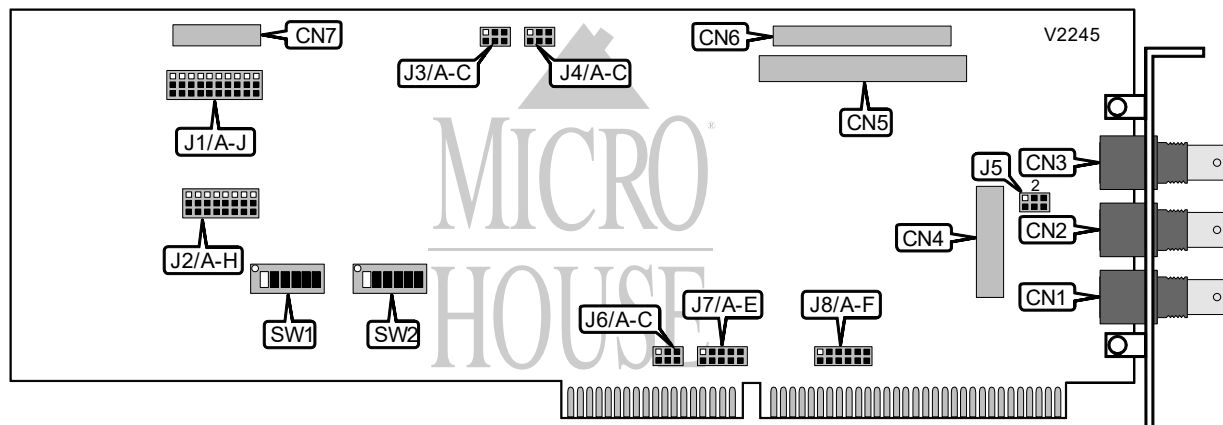 CN7
J3/A-C
J4/A-C
CN6
V2245
J1/A-J
CN5
MICRO
®
HOUSE
CN3
J5
2
J2/A-H
CN4
CN2
CN1
SW1
SW2
J6/A-C
J7/A-E
J8/A-F